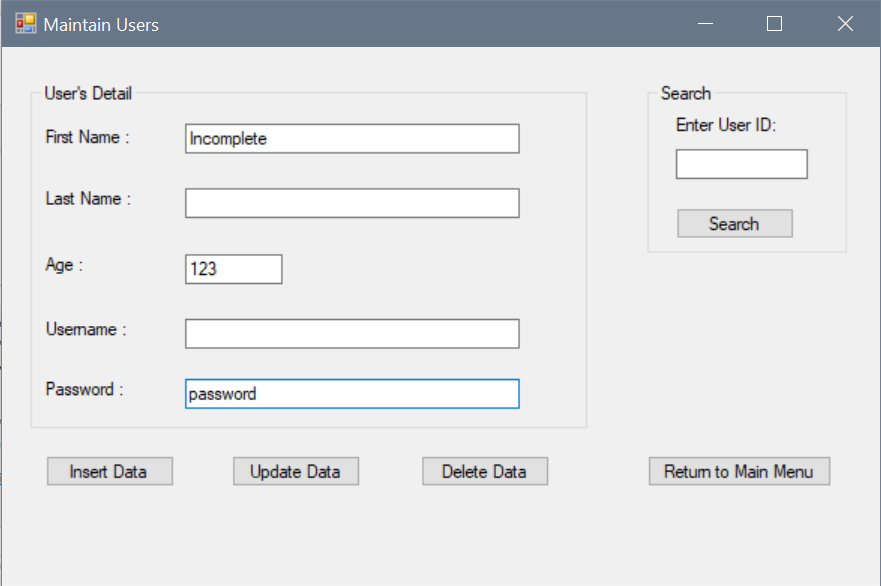 Maintain Users
User's Detail
First Name :
Incomplete
Last Name :
Age :
123
Username :
Password :
password
Search
Enter User ID:
Search
Insert Data
Update Data
Delete Data
Return to Main Menu